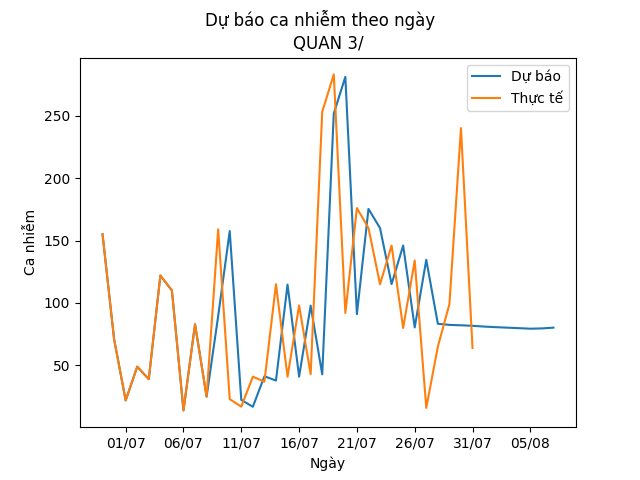 Dự báo ca nhiễm theo ngày
QUAN 3/
Dự báo
Thực tế
Ca nhiễm
250
200
150
100
50
01/07 06/07 11/07 16/07 21/07 26/07 31/07 05/08
Ngày